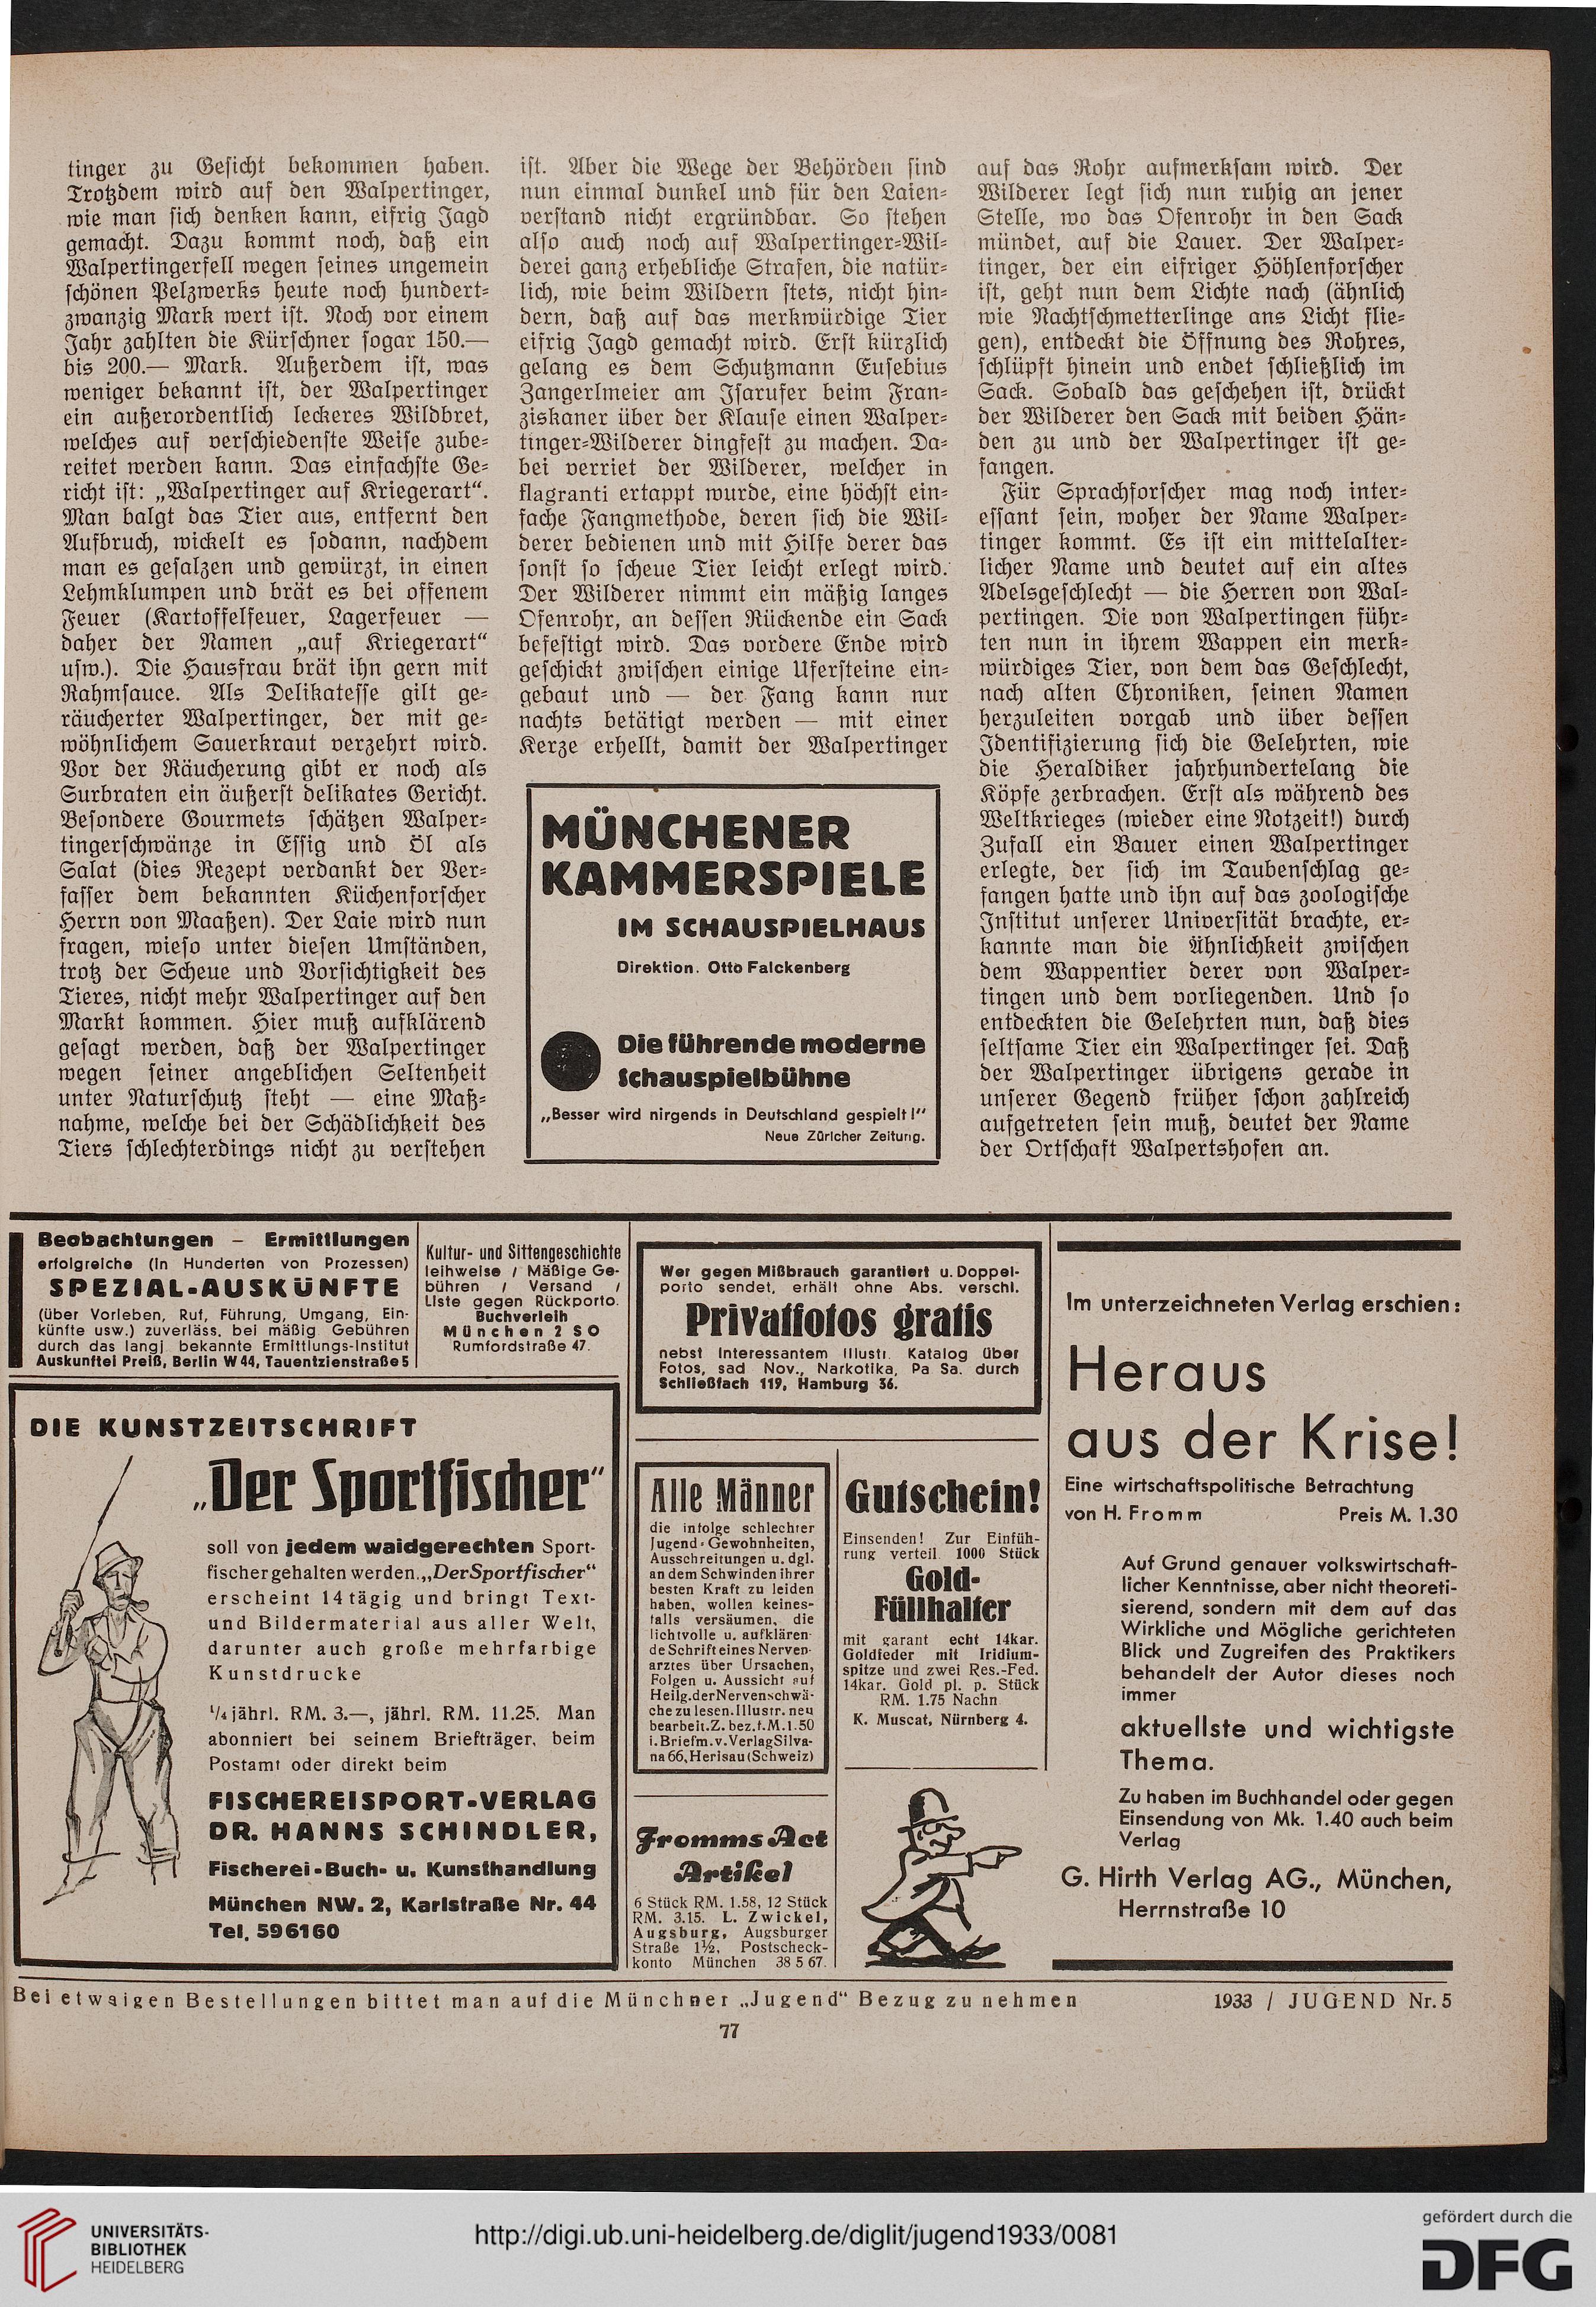 tinger zu Gesicht bekommen haben.
Trotzdem wird auf den Walpertinger,
wie man sich denken kann, eifrig Jagd
gemacht. Dazu kommt noch, daß ein
Walpertingerfell wegen seines ungemein
schönen Pelzwerks heute noch hundert-
zwanzig Mark wert ist. Noch vor einem
Jahr zahlten die Kürschner sogar 150.—
bis 200.— Mark. Außerdem ist, was
weniger bekannt ist, der Walpertinger
ein außerordentlich leckeres Wildbret,
welches auf verschiedenste Weise zube-
reitet werden kann. Das einfachste Ge-
richt ist: „Walpertinger auf Kriegerart“.
Man balgt das Tier aus, entfernt den
Aufbruch, wickelt es sodann, nachdem
man es gesalzen und gewürzt, in einen
Lehmklumpen und brät es bei offenem
Feuer (Kartoffelfeuer, Lagerfeuer —
daher der Namen „auf Kriegerart“
usw.). Die Hausfrau brät ihn gern mit
Rahmsauce. Als Delikatesse gilt ge-
räucherter Walpertinger, der mit ge-
wöhnlichem Sauerkraut verzehrt wird.
Vor der Räucherung gibt er noch als
Surbraten ein äußerst delikates Gericht.
Besondere Gourmets schätzen Walper-
tingerschwänze in Essig und Öl als
Salat (dies Rezept verdankt der Ver-
fasser dem bekannten Küchenforscher
Herrn von Maaßen). Der Laie wird nun
fragen, wieso unter diesen Umständen,
trotz der Scheue und Vorsichtigkeit des
Tieres, nicht mehr Walpertinger auf den
Markt kommen. Hier muß aufklärend
gesagt werden, daß der Walpertinger
wegen seiner angeblichen Seltenheit
unter Naturschutz steht — eine Maß-
nahme, welche bei der Schädlichkeit des
Tiers schlechterdings nicht zu verstehen
ist. Aber die Wege der Behörden sind
nun einmal dunkel und für den Laien-
verstand nicht ergründbar. So stehen
also auch noch auf Walpertinger-Wil-
derei ganz erhebliche Strafen, die natür-
lich, wie beim Wildern stets, nicht hin-
dern, daß auf das merkwürdige Tier
eifrig Jagd gemacht wird. Erst kürzlich
gelang es dem Schutzmann Eusebius
Zangerlmeier am Isarufer beim Fran-
ziskaner über der Klause einen Walper-
tinger-Wilderer dingfest zu machen. Da-
bei verriet der Wilderer, welcher in
flagranti ertappt wurde, eine höchst ein-
fache Fangmethode, deren sich die Wil-
derer bedienen und mit Hilfe derer das
sonst so scheue Tier leicht erlegt wird.
Der Wilderer nimmt ein mäßig langes
Ofenrohr, an dessen Rückende ein Sack
befestigt wird. Das vordere Ende wird
geschickt zwischen einige Ufersteine ein-
gebaut und — der Fang kann nur
nachts betätigt werden — mit einer
Kerze erhellt, damit der Walpertinger
MÜNCHENER
KAMMERSPIELE
IM SCHAUSPIELHAUS
Direktion. Otto Falckenberg
Die führende moderne
Schauspielbühne
„Besser wird nirgends in Deutschland gespielt!“
Neue Züricher Zeitung.
auf das Rohr aufmerksam wird. Der
Wilderer legt sich nun ruhig an jener
Stelle, wo das Ofenrohr in den Sack
mündet, auf die Lauer. Der Walper-
tinger, der ein eifriger Höhlenforscher
ist, geht nun dem Lichte nach (ähnlich
wie Nachtschmetterlinge ans Licht flie-
gen), entdeckt die Öffnung des Rohres,
schlüpft hinein und endet schließlich im
Sack. Sobald das geschehen ist, drückt
der Wilderer den Sack mit beiden Hän-
den zu und der Walpertinger ist ge-
fangen.
Für Sprachforscher mag noch inter-
essant sein, woher der Name Walper-
tinger kommt. Es ist ein mittelalter-
licher Name und deutet auf ein altes
Adelsgeschlecht — die Herren von Wal-
pertingen. Die von Walpertingen führ-
ten nun in ihrem Wappen ein merk-
würdiges Tier, von dem das Geschlecht,
nach alten Chroniken, seinen Namen
herzuleiten vorgab und über dessen
Identifizierung sich die Gelehrten, wie
die Heraldiker jahrhundertelang die
Köpfe zerbrachen. Erst als während des
Weltkrieges (wieder eine Notzeit!) durch
Zufall ein Bauer einen Walpertinger
erlegte, der sich im Taubenschlag ge-
fangen hatte und ihn auf das zoologische
Institut unserer Universität brachte, er-
kannte man die Ähnlichkeit zwischen
dem Wappentier derer von Walper-
tingen und dem vorliegenden. Und so
entdeckten die Gelehrten nun, daß dies
seltsame Tier ein Walpertinger sei. Daß
der Walpertinger übrigens gerade in
unserer Gegend früher schon zahlreich
aufgetreten sein muß, deutet der Name
der Ortschaft Walpertshofen an.
Beobachtungen – Ermittlungen
erfolgreiche (in Hunderten von Prozessen)
SPEZIAL-AUSKÜNFTE
(über Vorleben, Ruf, Führung, Umgang, Ein-
künfte usw.) zuverläss. bei mäßig Gebühren
durch das langj bekannte Ermittlungs-Institut
Auskunftei Preiß, Berlin W 44, Tauentzienstraße 5
Kultur- und Sittengeschichte
leihweise / Mäßige Ge-
bühren / Versand /
Liste gegen Rückporto.
Buchverleih
München 2 SO
Rumfordstraße 47.
Wer gegen Mißbrauch garantiert u. Doppel-
porto sendet, erhält ohne Abs. verschl.
Privatfotos gratis
nebst interessantem Illustr. Katalog über
Fotos, sad Nov., Narkotika, Pa Sa. durch
Schließfach 119, Hamburg 36.
DIE KUNSTZEITSCHRIFT
„Der Sportfischer“
soll von jedem waidgerechten Sport-
fischer gehalten werden. „Der Sportfischer“
erscheint 14 tägig und bringt Text-
und Bildermaterial aus aller Welt,
darunter auch große mehrfarbige
Kunstdrucke
¼ jährl. RM. 3.—, jährl. RM. 11.25. Man
abonniert bei seinem Briefträger, beim
Postamt oder direkt beim
FISCHEREISPORT-VERLAG
DR. HANNS SCHINDLER,
Fischerei-Buch- u. Kunsthandlung
München NW. 2, Karlstraße Nr. 44
Tel. 596160
Alle Männer
die infolge schlechter
Jugend-Gewohnheiten,
Ausschreitungen u. dgl.
an dem Schwinden ihrer
besten Kraft zu leiden
haben, wollen keines-
falls versäumen, die
lichtvolle u. aufklären-
de Schrift eines Nerven-
arztes über Ursachen,
Folgen u. Aussicht auf
Heilg. der Nervenschwä-
che zu lesen. Illustr. neu
bearbeit. Z. bez. f. M. 1.50
i. Briefm. v. Verlag Silva-
na 66, Herisau (Schweiz)
Fromms Act
Artikel
6 Stück RM. 1.58, 12 Stück
RM. 3.15. L. Zwickel,
Augsburg, Augsburger
Straße 1½, Postscheck-
konto München 38 5 67.
Gutschein!
Einsenden! Zur Einfüh-
rung verteil 1000 Stück
Gold-
Füllhalter
mit garant echt 14kar.
Goldfeder mit Iridium-
spitze und zwei Res.-Fed.
14kar. Gold pl. p. Stück
RM. 1.75 Nachn
K. Muscat, Nürnberg 4.
Im unterzeichneten Verlag erschien:
Heraus
aus der Krise!
Eine wirtschaftspolitische Betrachtung
von H. Fromm Preis M. 1.30
Auf Grund genauer volkswirtschaft-
licher Kenntnisse, aber nicht theoreti-
sierend, sondern mit dem auf das
Wirkliche und Mögliche gerichteten
Blick und Zugreifen des Praktikers
behandelt der Autor dieses noch
immer
aktuellste und wichtigste
Thema.
Zu haben im Buchhandel oder gegen
Einsendung von Mk. 1.40 auch beim
Verlag
G. Hirth Verlag AG., München,
Herrnstraße 10
Bei etwaigen Bestellungen bittet man auf die Münchner „Jugend“ Bezug zu nehmen
1933 / JUGEND Nr. 5
77
UNIVERSITÄTS-
BIBLIOTHEK
HEIDELBERG
http://digi.ub.uni-heidelberg.de/diglit/jugend1933/0081
gefördert durch die
DFG